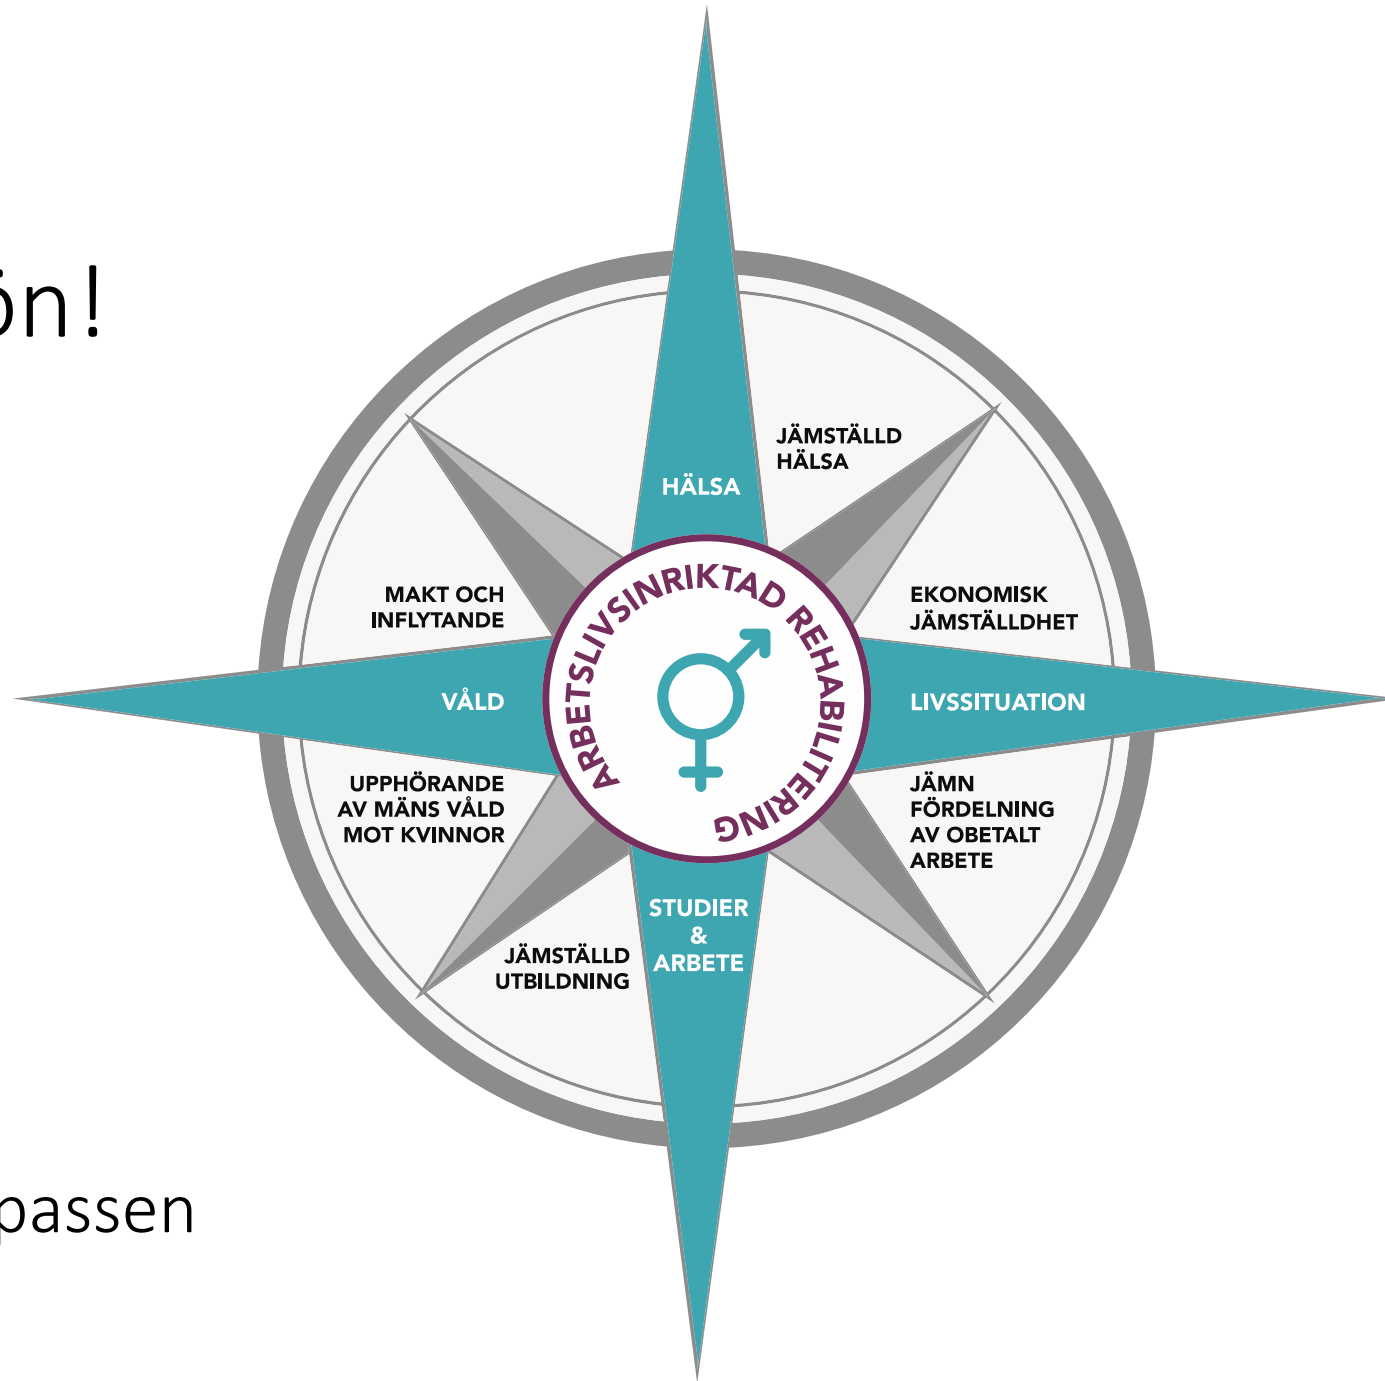 ön!
JÄMSTÄLLD
HÄLSA
HÄLSA
MAKT OCH
INFLYTANDE
EKONOMISK
JÄMSTÄLLDHET
ARBETSLIVSINRIKTAD REHABILITERING
VÅLD
LIVSSITUATION
UPPHÖRANDE
AV MÄNS VÅLD
MOT KVINNOR
JÄMN
FÖRDELNING
AV OBETALT
ARBETE
STUDIER
&
ARBETE
JÄMSTÄLLD
UTBILDNING
passen